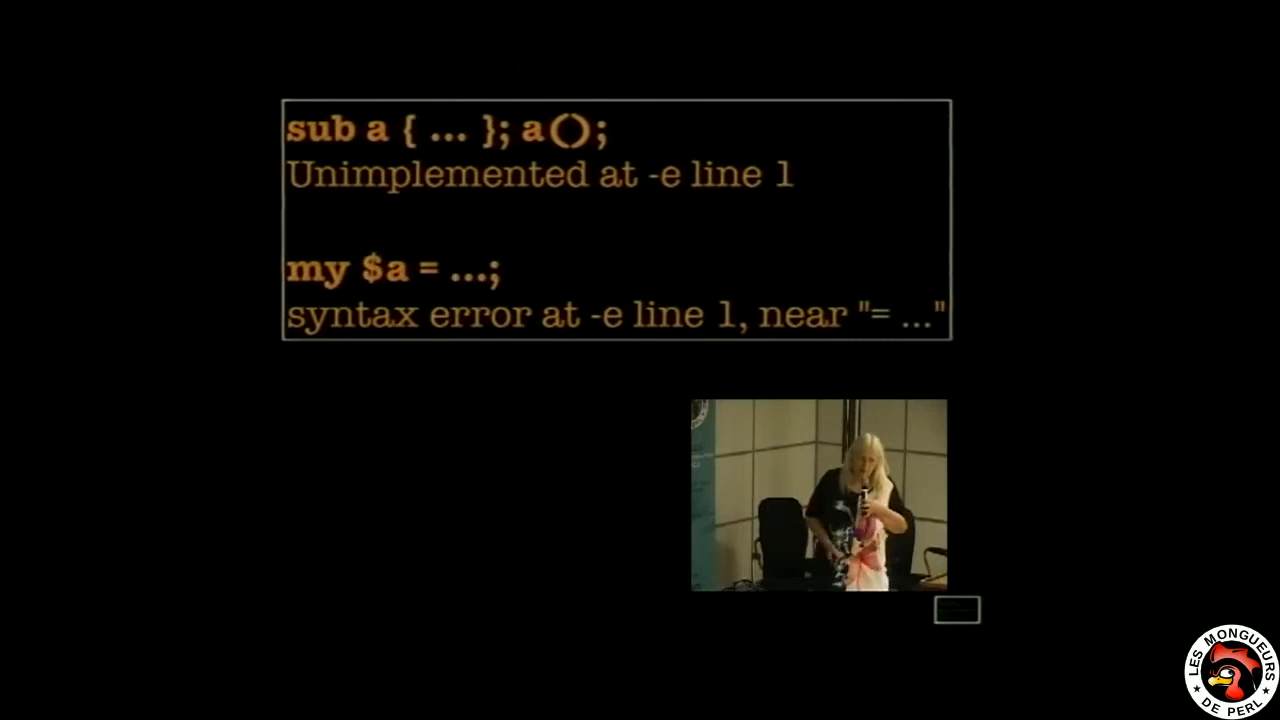 sub a { ... }; a();
Unimplemented at -e line 1
my $a = ...;
syntax error at -e line 1, near "= ..."
LES MONGUEURS
DE PERL